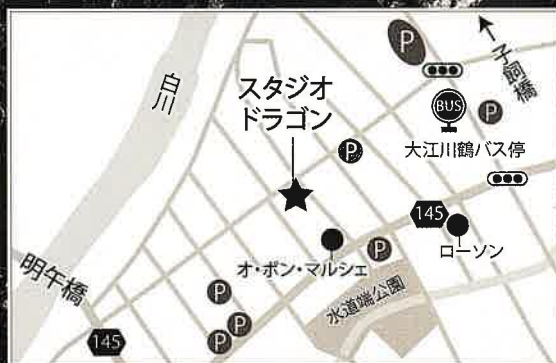 子飼橋
P
白川
スタジオ
ドラゴン
BUS
P
大江川鶴バス停
P
145
ローソン
オ・ボン・マルシェ
P
明午橋
水道端公園
P
P
P
145